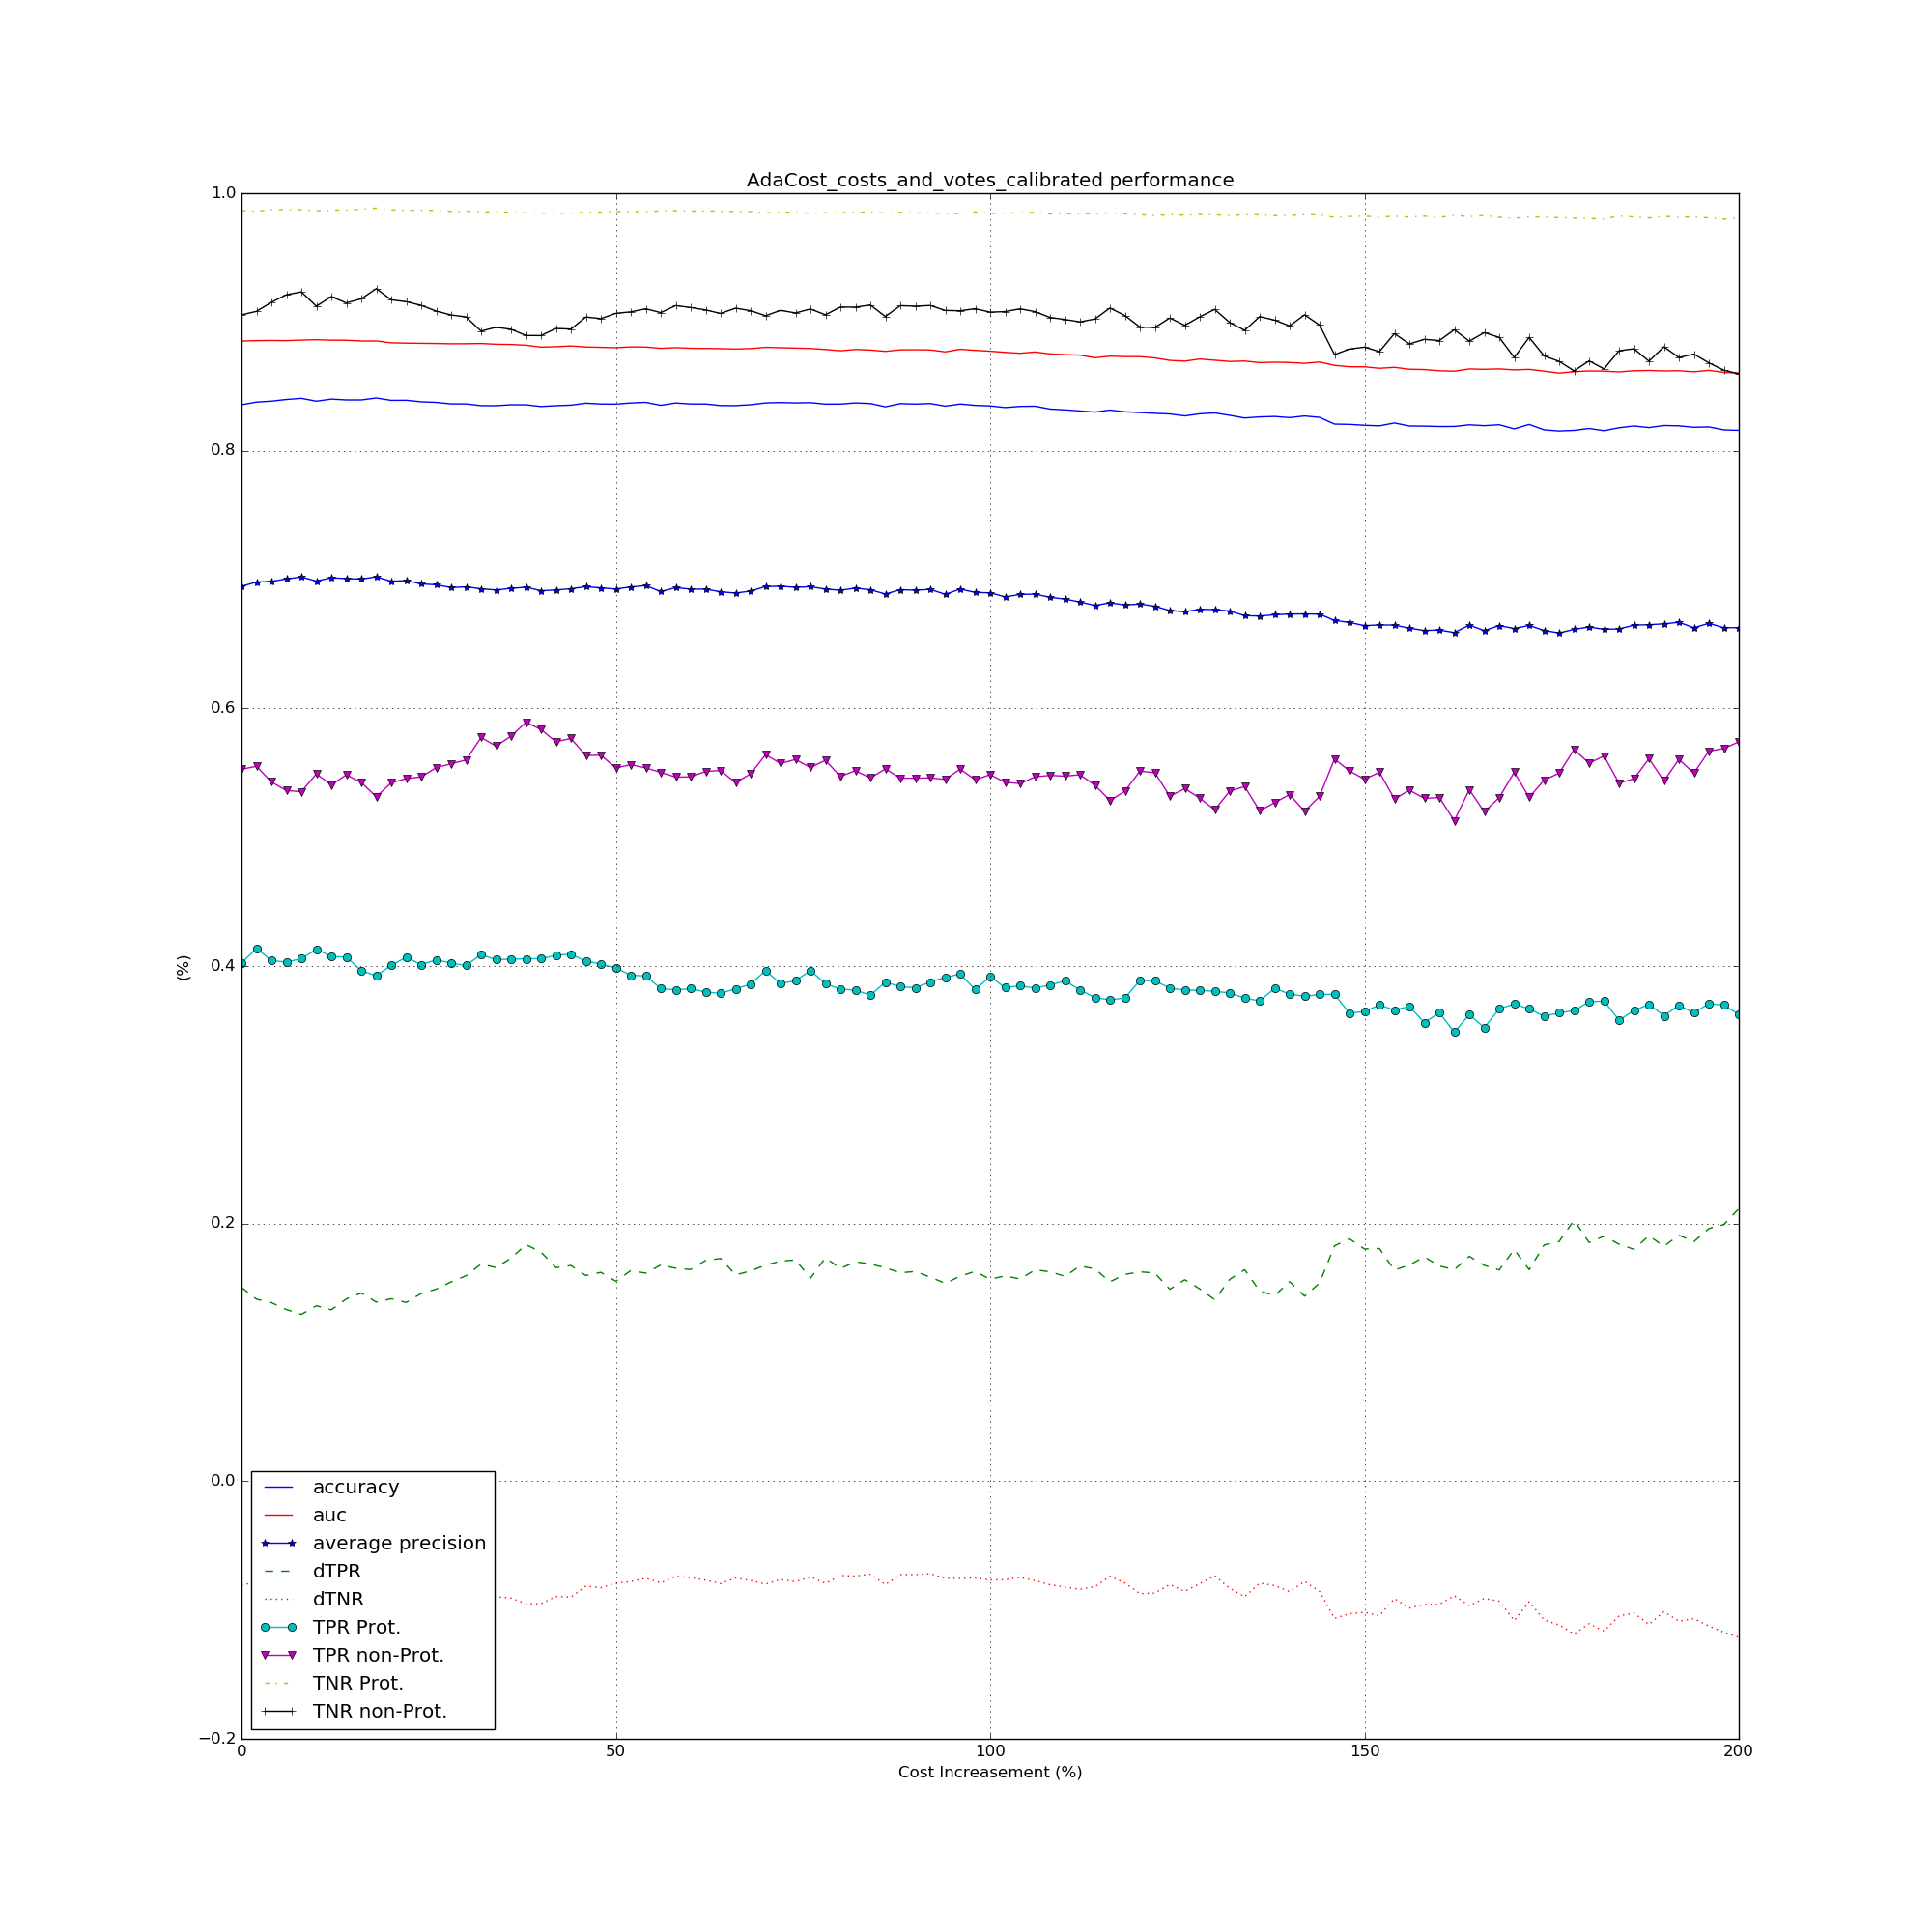 AdaCost_costs_and_votes_calibrated performance
1.0
0.8
0.6
0.4
0.2
0.0
−0.2
(%)
accuracy
auc
average precision
dTPR
dTNR
TPR Prot.
TPR non-Prot.
TNR Prot.
TNR non-Prot.
0 50 100 150 200
Cost Increasement (%)